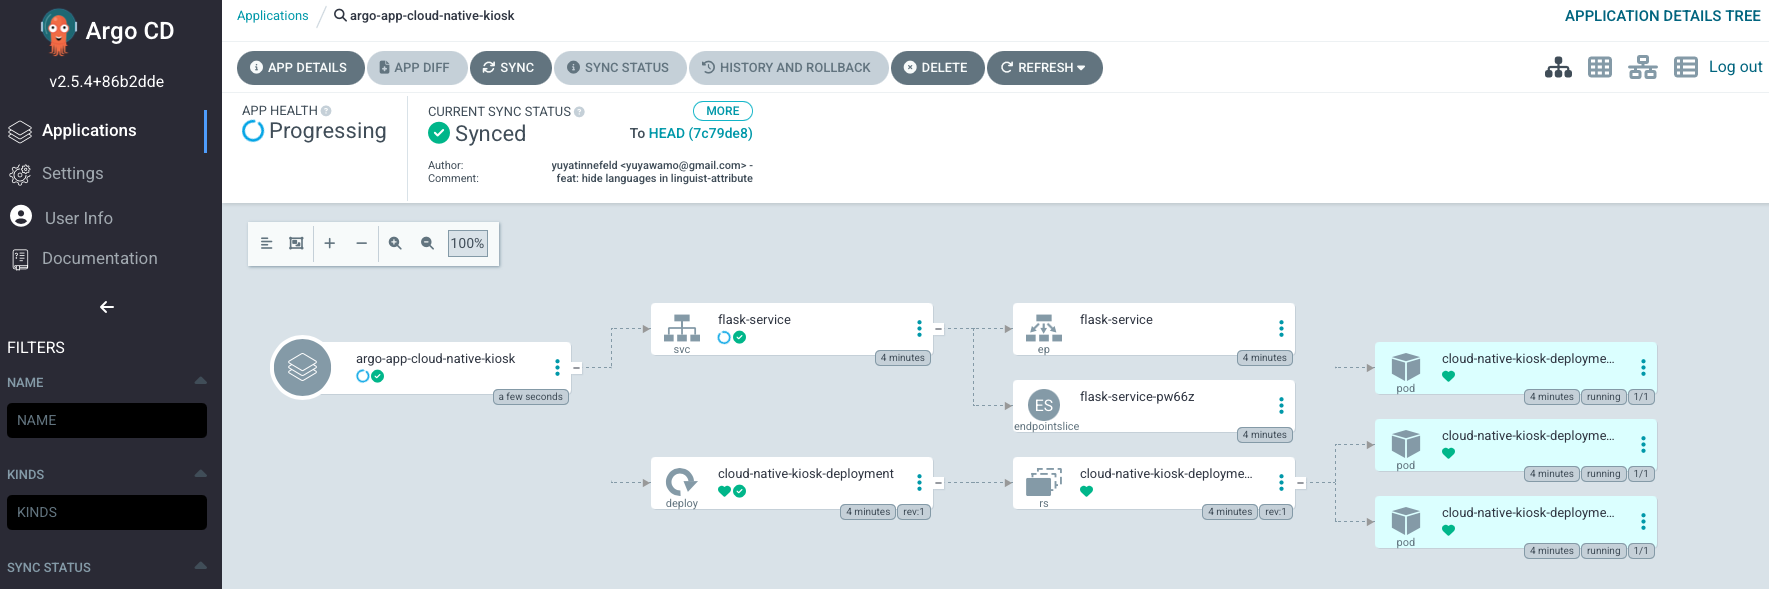 Argo CD
v2.5.4+86b2dde
Applications
Settings
User Info
Documentation
FILTERS
NAME
NAME
KINDS
KINDS
SYNC STATUS
Applications
argo-app-cloud-native-kiosk
APPLICATION DETAILS TREE
APP DETAILS
APP DIFF
SYNC
SYNC STATUS
HISTORY AND ROLLBACK
DELETE
REFRESH
Log out
APP HEALTH
Progressing
CURRENT SYNC STATUS
MORE
Synced
To HEAD (7c79de8)
Author: yuyatinnefeld <yuyawamo@gmail.com> -
Comment: feat: hide languages in linguist-attribute
100%
argo-app-cloud-native-kiosk
a few seconds
flask-service
svc
4 minutes
cloud-native-kiosk-deployment
deploy
4 minutes
rev:1
flask-service
ep
4 minutes
ES
flask-service-pw66z
endpointslice
4 minutes
cloud-native-kiosk-deployme...
rs
4 minutes
rev:1
cloud-native-kiosk-deployme...
pod
4 minutes
running
1/1
cloud-native-kiosk-deployme...
pod
4 minutes
running
1/1
cloud-native-kiosk-deployme...
pod
4 minutes
running
1/1